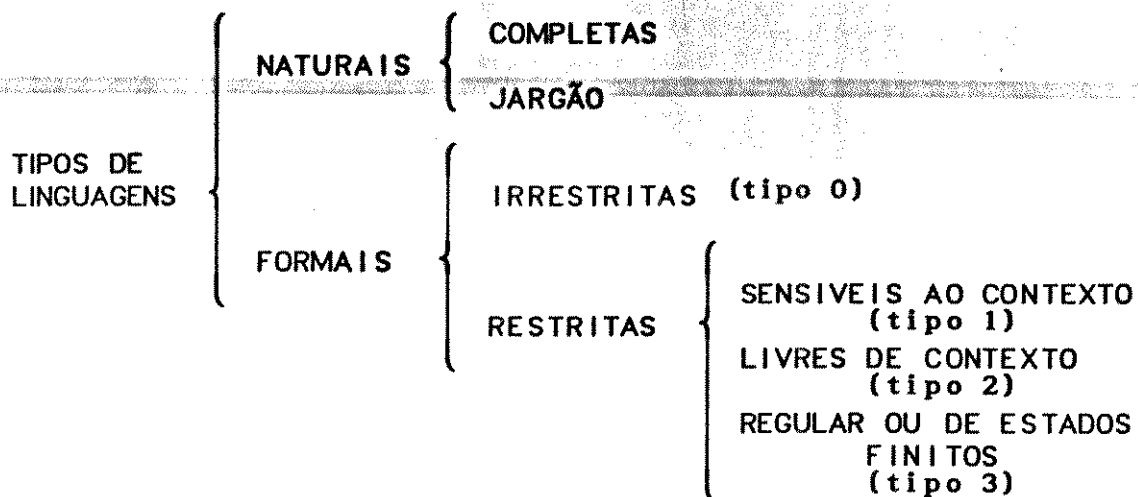 COMPLETAS
NATURAIS
JARGÃO
TIPOS DE
LINGUAGENS
IRRESTRITAS (tipo 0)
FORMAIS
SENSIVEIS AO CONTEXTO
(tipo 1)
RESTRITAS
LIVRES DE CONTEXTO
(tipo 2)
REGULAR OU DE ESTADOS
FINITOS
(tipo 3)